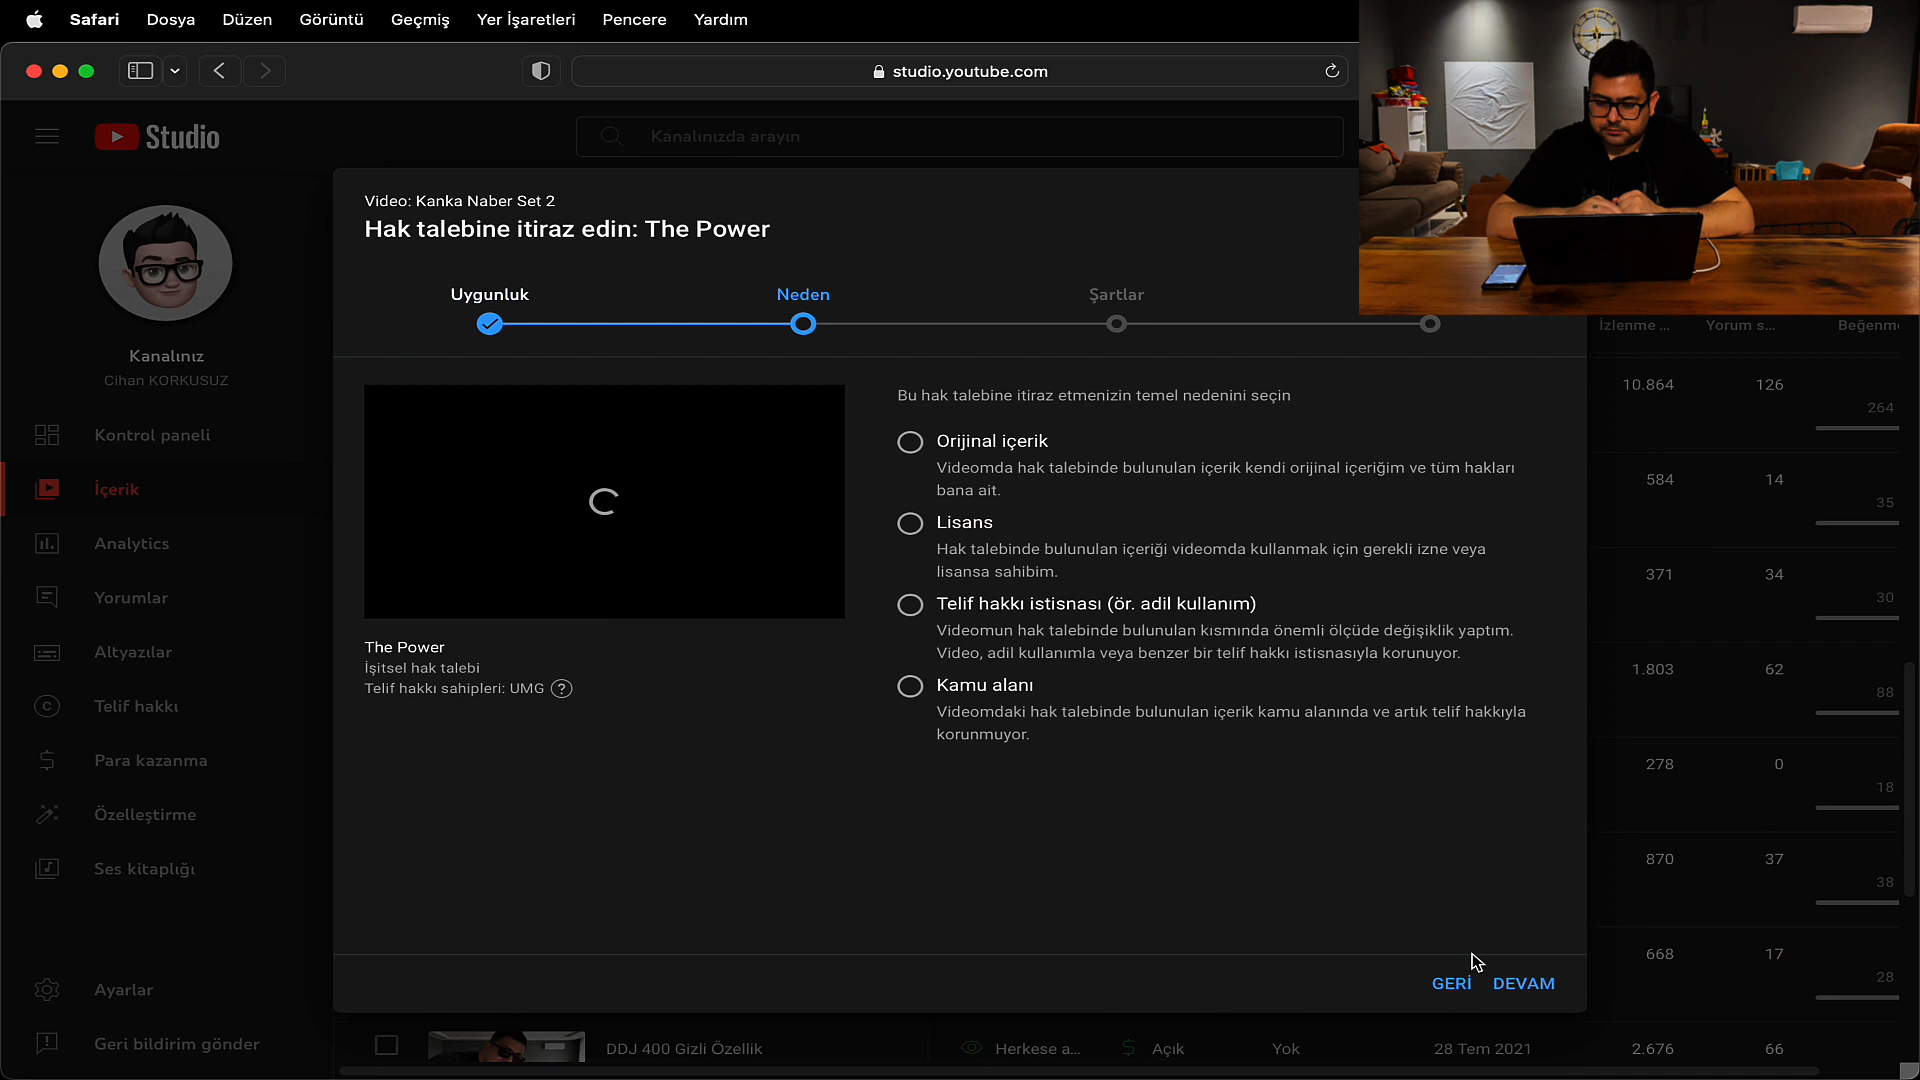 Safari Dosya Düzen Görüntü Geçmiş Yer İşaretleri Pencere Yardım
studio.youtube.com
Studio
Kanalınızda arayın
Video: Kanka Naber Set 2
Hak talebine itiraz edin: The Power
Uygunluk Neden Şartlar
İzlenme ... Yorum s... Beğenm
Kanalınız
Cihan KORKUSUZ
Kontrol paneli
İçerik
Analytics
Yorumlar
Altyazılar
Telif hakkı
Para kazanma
Özelleştirme
Ses kitaplığı
Ayarlar
Geri bildirim gönder
The Power
İşitsel hak talebi
Telif hakkı sahipleri: UMG ?
Bu hak talebine itiraz etmenizin temel nedenini seçin
Orijinal içerik
Videomda hak talebinde bulunulan içerik kendi orijinal içeriğim ve tüm hakları
bana ait.
Lisans
Hak talebinde bulunulan içeriği videomda kullanmak için gerekli izne veya
lisansa sahibim.
Telif hakkı istisnası (ör. adil kullanım)
Videomun hak talebinde bulunulan kısmında önemli ölçüde değişiklik yaptım.
Video, adil kullanımla veya benzer bir telif hakkı istisnasıyla korunuyor.
Kamu alanı
Videomdaki hak talebinde bulunulan içerik kamu alanında ve artık telif hakkıyla
korunmuyor.
GERİ DEVAM
10.864 126
264
584 14
35
371 34
30
1.803 62
88
278 0
18
870 37
38
668 17
28
DDJ 400 Gizli Özellik Herkese a... $ Açık Yok 28 Tem 2021 2.676 66